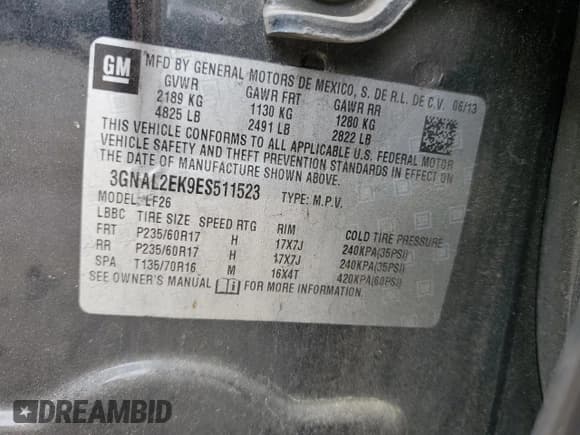 GM
MFD BY GENERAL MOTORS DE MEXICO, S. DE R.L. DE C.V. 06/13
GVWR GAWR FRT GAWR RR
2189 KG 1130 KG 1280 KG
4825 LB 2491 LB 2822 LB
THIS VEHICLE CONFORMS TO ALL APPLICABLE U.S. FEDERAL MOTOR
VEHICLE SAFETY AND THEFT PREVENTION STANDARDS IN EFFECT ON
THE DATE OF MANUFACTURE SHOWN ABOVE.
3GNAL2EK9ES511523 TYPE: M.P.V.
MODEL: LF26
LBBC TIRE SIZE SPEED RTG RIM COLD TIRE PRESSURE
FRT P235/60R17 H 17X7J 240KPA(35PSI)
RR P235/60R17 H 17X7J 240KPA(35PSI)
SPA T135/70R16 M 16X4T 420KPA(60PSI)
SEE OWNER'S MANUAL FOR MORE INFORMATION.
DREAMBID